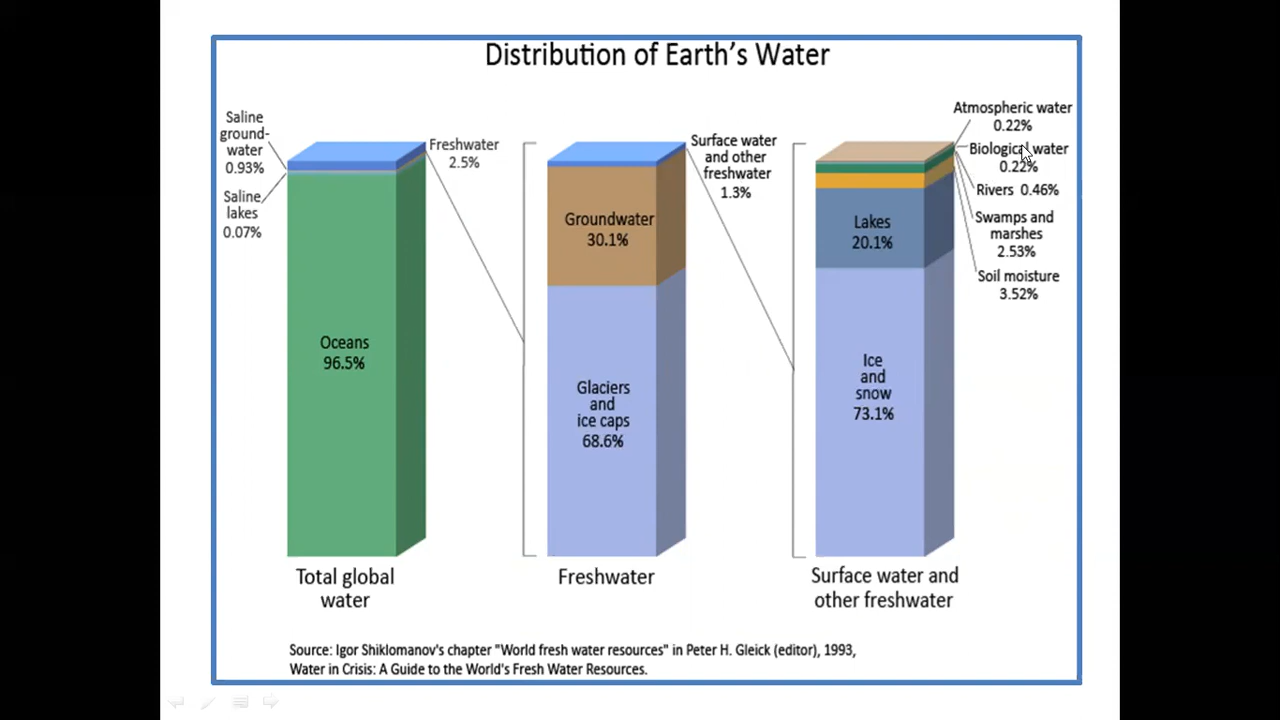 Distribution of Earth's Water
Saline
ground-
water
0.93%
Saline
lakes
0.07%
Freshwater
2.5%
Oceans
96.5%
Total global
water
Surface water
and other
freshwater
1.3%
Groundwater
30.1%
Glaciers
and
ice caps
68.6%
Freshwater
Atmospheric water
0.22%
Biological water
0.22%
Rivers 0.46%
Swamps and
marshes
2.53%
Soil moisture
3.52%
Lakes
20.1%
Ice
and
snow
73.1%
Surface water and
other freshwater
Source: Igor Shiklomanov's chapter "World fresh water resources" in Peter H. Gleick (editor), 1993,
Water in Crisis: A Guide to the World's Fresh Water Resources.